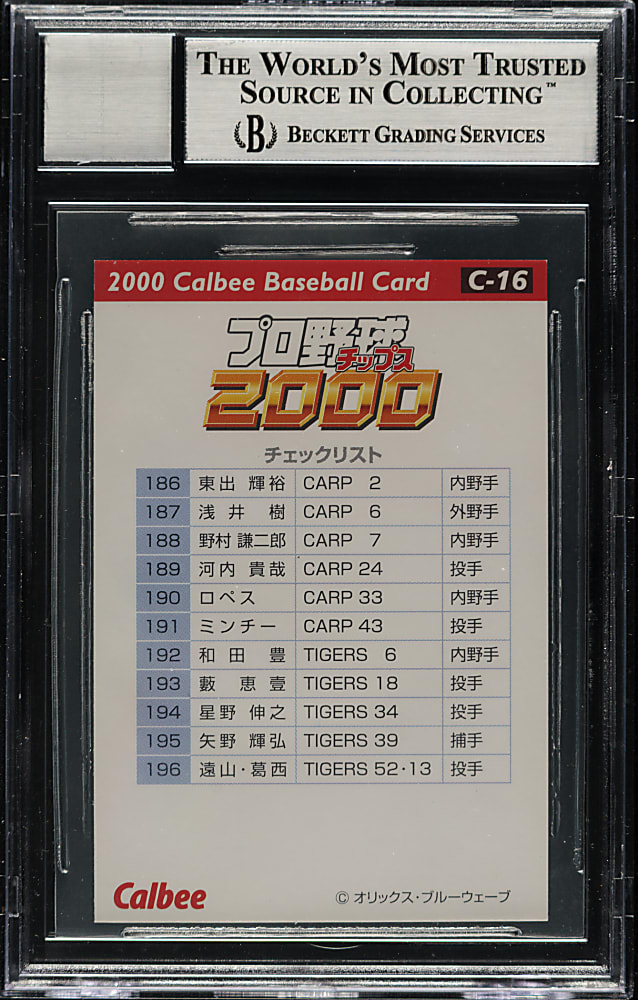 THE WORLD'S MOST TRUSTED
SOURCE IN COLLECTING™
B BECKETT GRADING SERVICES
2000 Calbee Baseball Card C-16
プロ野球
チップス
2000
チェックリスト
186 東出 輝裕 CARP 2 内野手
187 浅井 樹 CARP 6 外野手
188 野村 謙二郎 CARP 7 内野手
189 河内 貴哉 CARP 24 投手
190 ロペス CARP 33 内野手
191 ミンチー CARP 43 投手
192 和田 豊 TIGERS 6 内野手
193 藪 恵壹 TIGERS 18 投手
194 星野 伸之 TIGERS 34 投手
195 矢野 輝弘 TIGERS 39 捕手
196 遠山・葛西 TIGERS 52・13 投手
Calbee
© オリックス・ブルーウェーブ